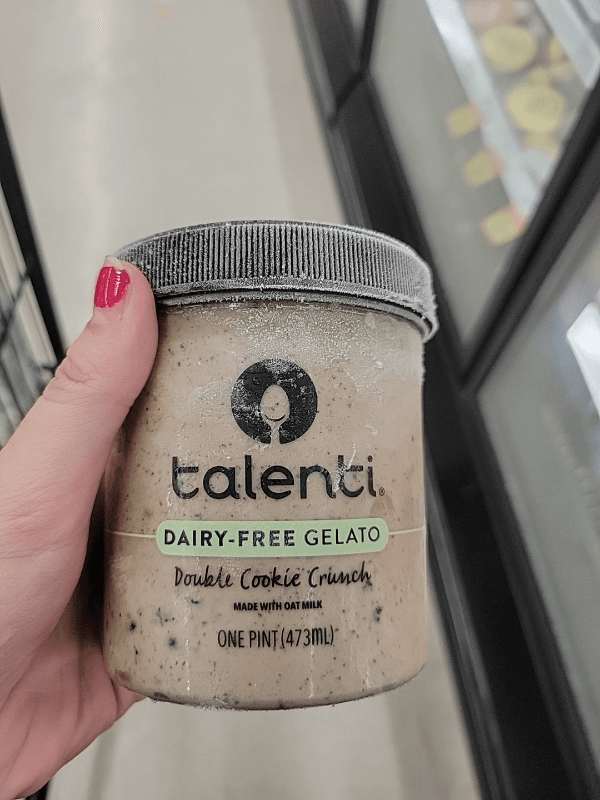 talenti®
DAIRY-FREE GELATO
Double Cookie Crunch
MADE WITH OAT MILK
ONE PINT (473mL)